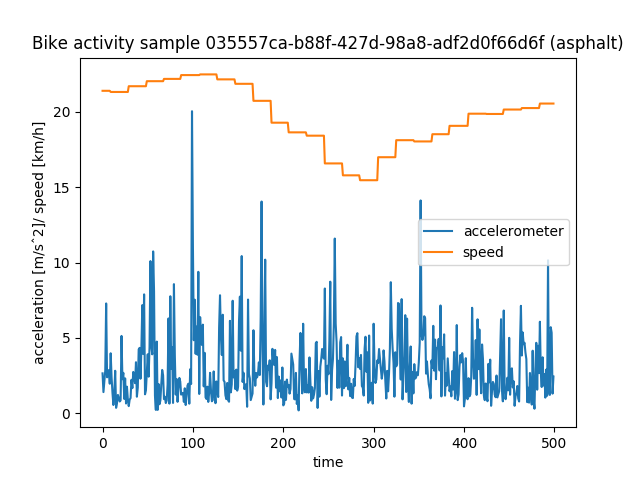 Bike activity sample 035557ca-b88f-427d-98a8-adf2d0f66d6f (asphalt)
acceleration [m/s^2]/ speed [km/h]
20
15
10
5
0
accelerometer
speed
0 100 200 300 400 500
time